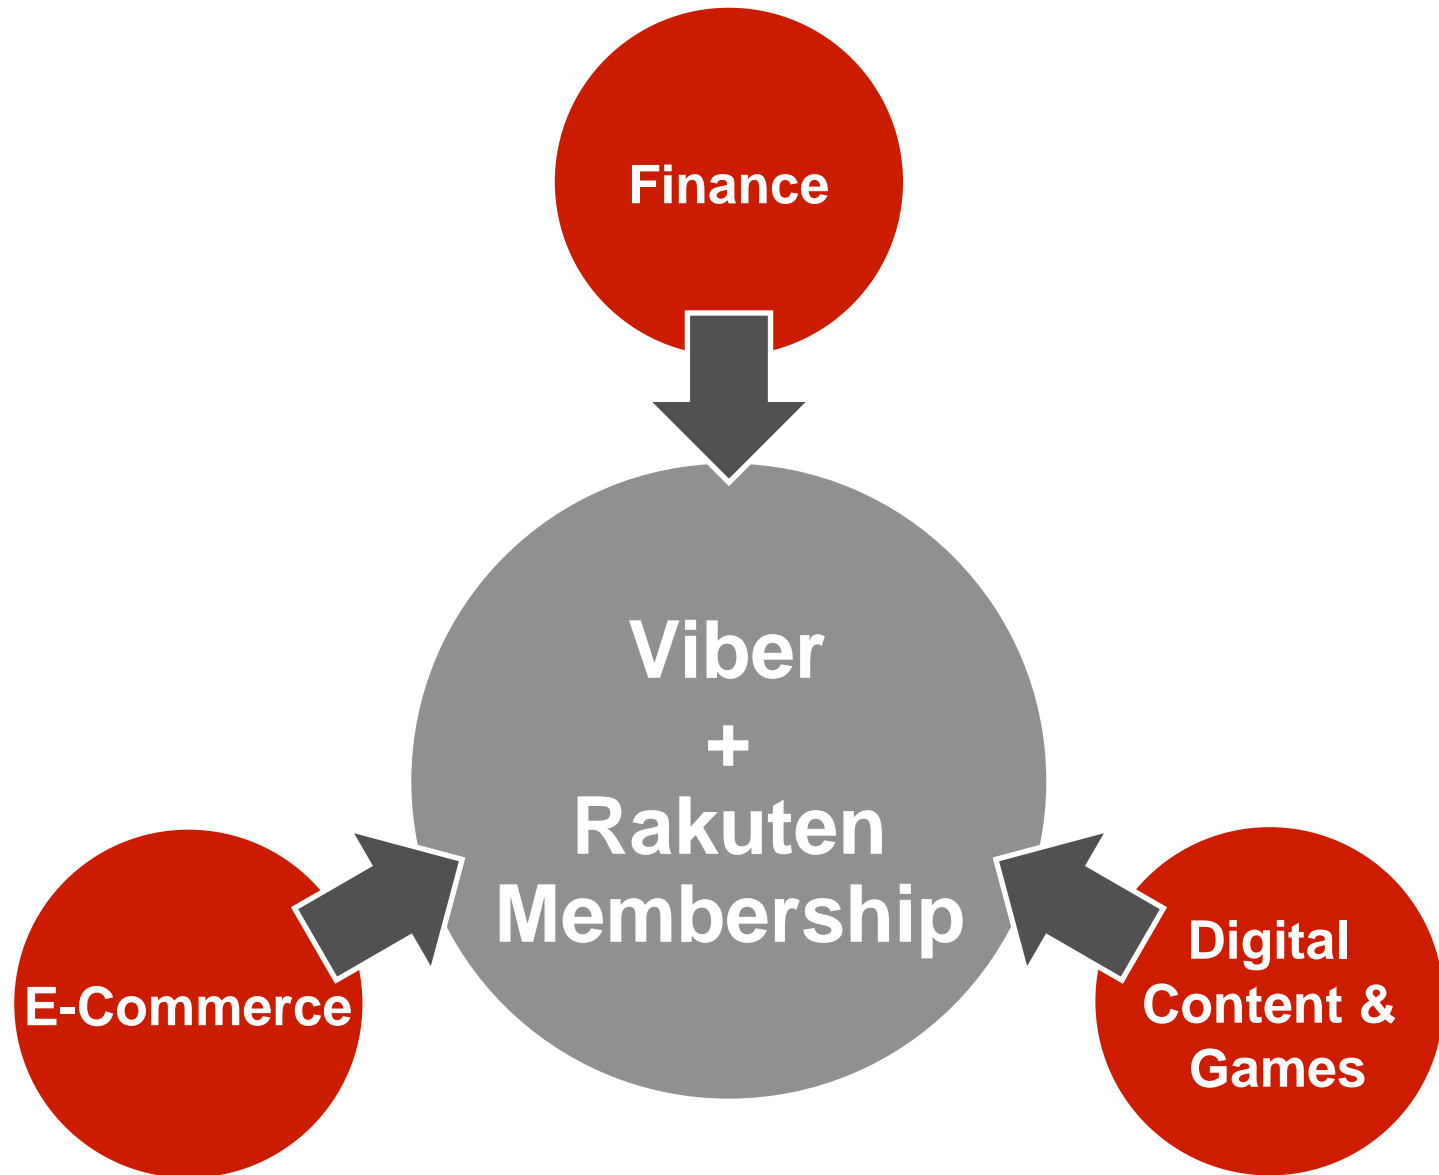 Finance
Viber
+
Rakuten
Membership
E-Commerce
Digital
Content &
Games